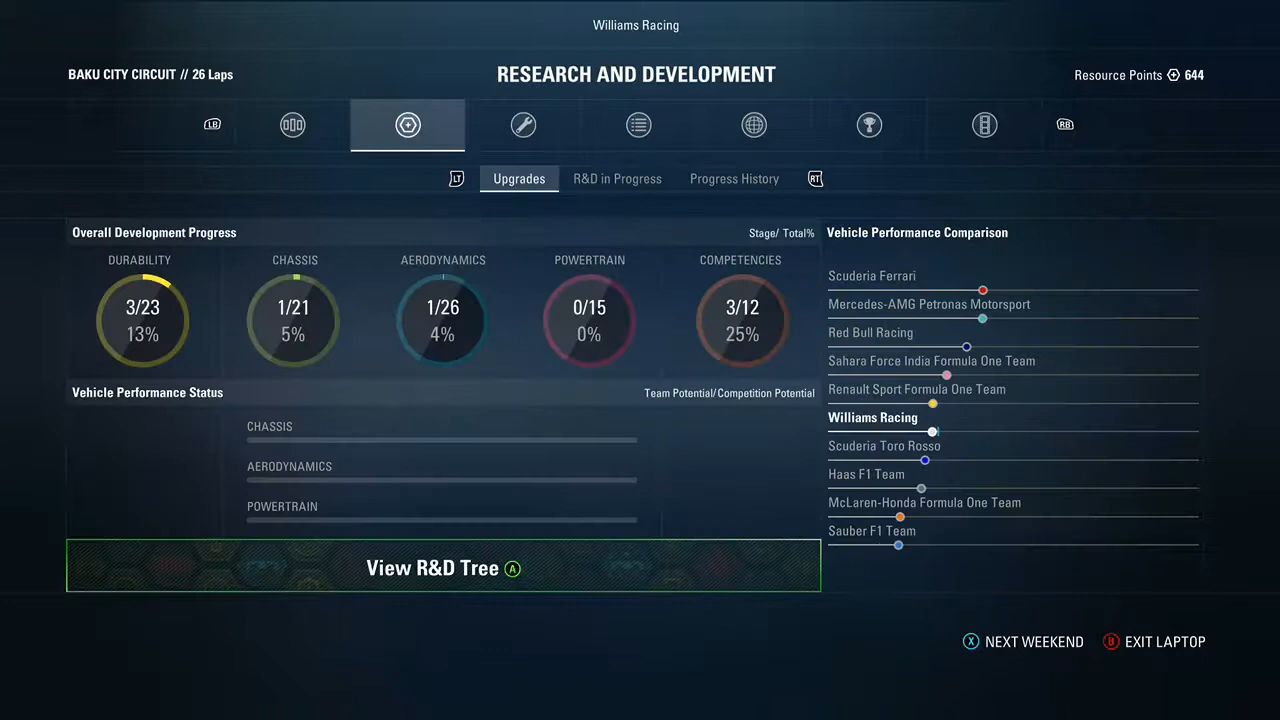 Williams Racing
BAKU CITY CIRCUIT // 26 Laps
RESEARCH AND DEVELOPMENT
Resource Points 644
LB
RB
LT
Upgrades
R&D in Progress
Progress History
RT
Overall Development Progress
Stage/ Total%
DURABILITY
CHASSIS
AERODYNAMICS
POWERTRAIN
COMPETENCIES
3/23
1/21
1/26
0/15
3/12
13%
5%
4%
0%
25%
Vehicle Performance Status
Team Potential/Competition Potential
CHASSIS
AERODYNAMICS
POWERTRAIN
View R&D Tree A
Vehicle Performance Comparison
Scuderia Ferrari
Mercedes-AMG Petronas Motorsport
Red Bull Racing
Sahara Force India Formula One Team
Renault Sport Formula One Team
Williams Racing
Scuderia Toro Rosso
Haas F1 Team
McLaren-Honda Formula One Team
Sauber F1 Team
X NEXT WEEKEND
B EXIT LAPTOP